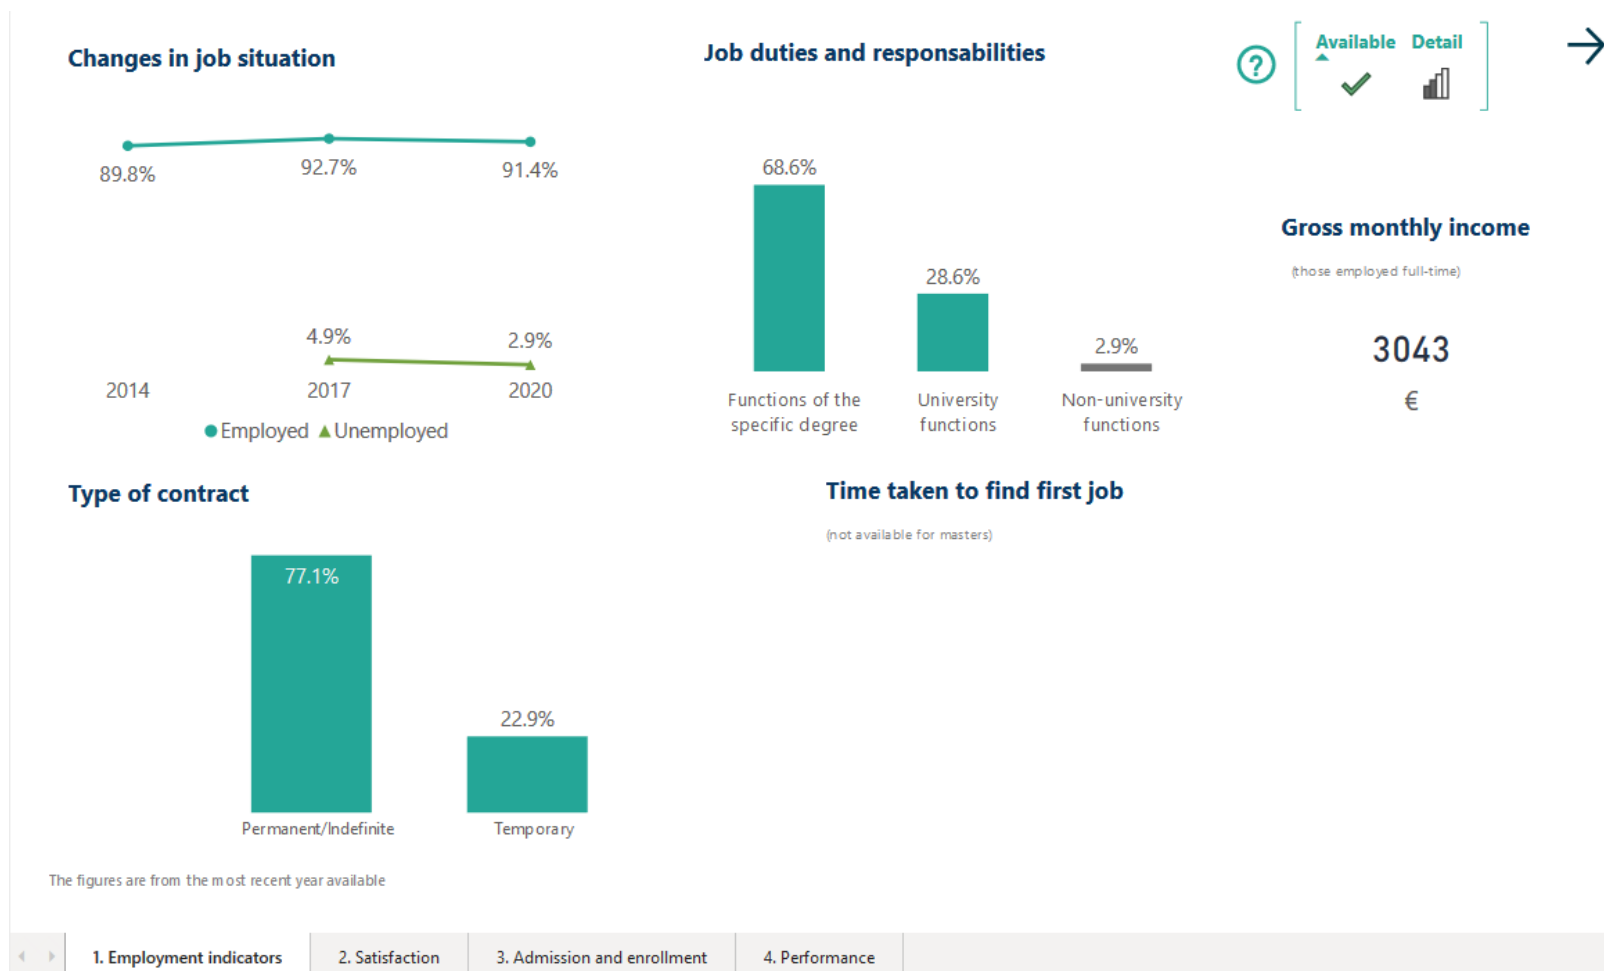 Changes in job situation
89.8%
92.7%
91.4%
4.9%
2.9%
2014
2017
2020
Employed
Unemployed
Job duties and responsabilities
68.6%
28.6%
2.9%
Functions of the
specific degree
University
functions
Non-university
functions
?
Available
Detail
Gross monthly income
(those employed full-time)
3043
€
Type of contract
77.1%
22.9%
Permanent/Indefinite
Temporary
Time taken to find first job
(not available for masters)
The figures are from the most recent year available
1. Employment indicators
2. Satisfaction
3. Admission and enrollment
4. Performance